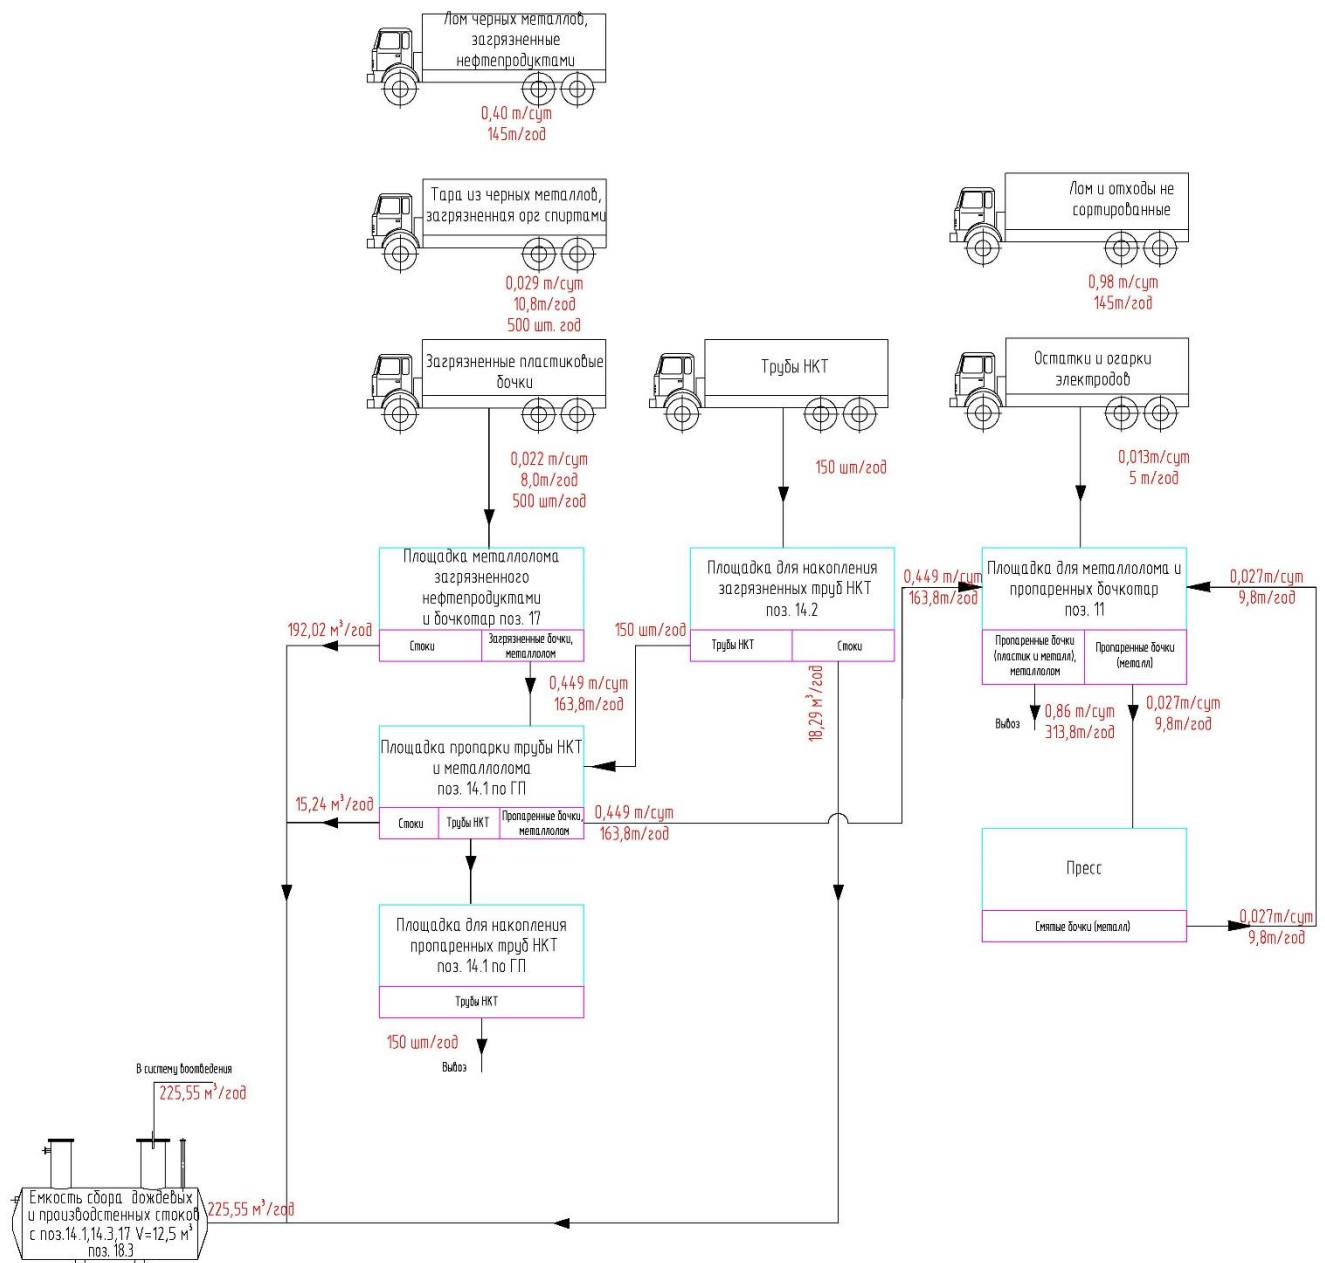 Лом черных металлов,
загрязненные
нефтепродуктами
0,40 т/сут
145т/год
Тара из черных металлов,
загрязненная орг спиртами
0,029 т/сут
10,8т/год
500 шт. год
Лом и отходы не
сортированные
0,98 т/сут
145т/год
Загрязненные пластиковые
бочки
0,022 т/сут
8,0т/год
500 шт/год
Трубы НКТ
150 шт/год
Остатки и огарки
электродов
0,013т/сут
5 т/год
Площадка металлолома
загрязненного
нефтепродуктами
и бочкотар поз. 17
Стоки
Загрязненные бочки,
металлолом
192,02 м³/год
0,449 т/сут
163,8т/год
Площадка для накопления
загрязненных труб НКТ
поз. 14.2
Трубы НКТ
Стоки
150 шт/год
18,29 м³/год
0,449 т/сут
163,8т/год
Площадка для металлолома и
пропаренных бочкотар
поз. 11
Пропаренные бочки
(пластик и металл),
металлолом
Пропаренные бочки
(металл)
0,027т/сут
9,8т/год
Вывоз
0,86 т/сут
313,8т/год
0,027т/сут
9,8т/год
Площадка пропарки трубы НКТ
и металлолома
поз. 14.1 по ГП
Стоки
Трубы НКТ
Пропаренные бочки,
металлолом
15,24 м³/год
0,449 т/сут
163,8т/год
Пресс
Смятые бочки (металл)
0,027т/сут
9,8т/год
Площадка для накопления
пропаренных труб НКТ
поз. 14.1 по ГП
Трубы НКТ
150 шт/год
Вывоз
В систему воотведения
225,55 м³/год
Емкость сбора дождевых
и производстенных стоков
с поз.14.1,14.3,17 V=12,5 м³
поз. 18.3
225,55 м³/год